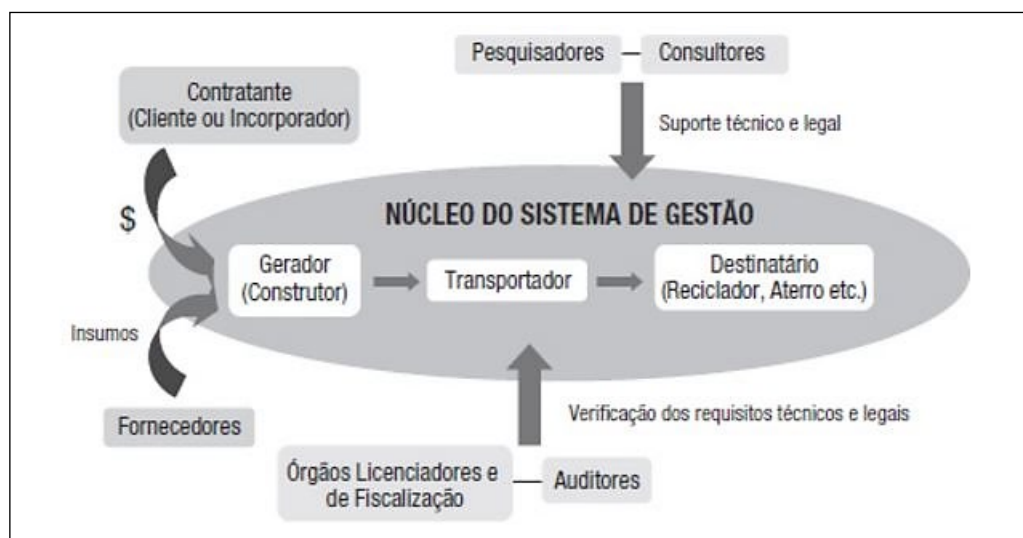 Pesquisadores
Consultores
Contratante
(Cliente ou Incorporador)
Suporte técnico e legal
$
NÚCLEO DO SISTEMA DE GESTÃO
Gerador
(Construtor)
Transportador
Destinatário
(Reciclador, Aterro etc.)
Insumos
Fornecedores
Verificação dos requisitos técnicos e legais
Órgãos Licenciadores e
de Fiscalização
Auditores